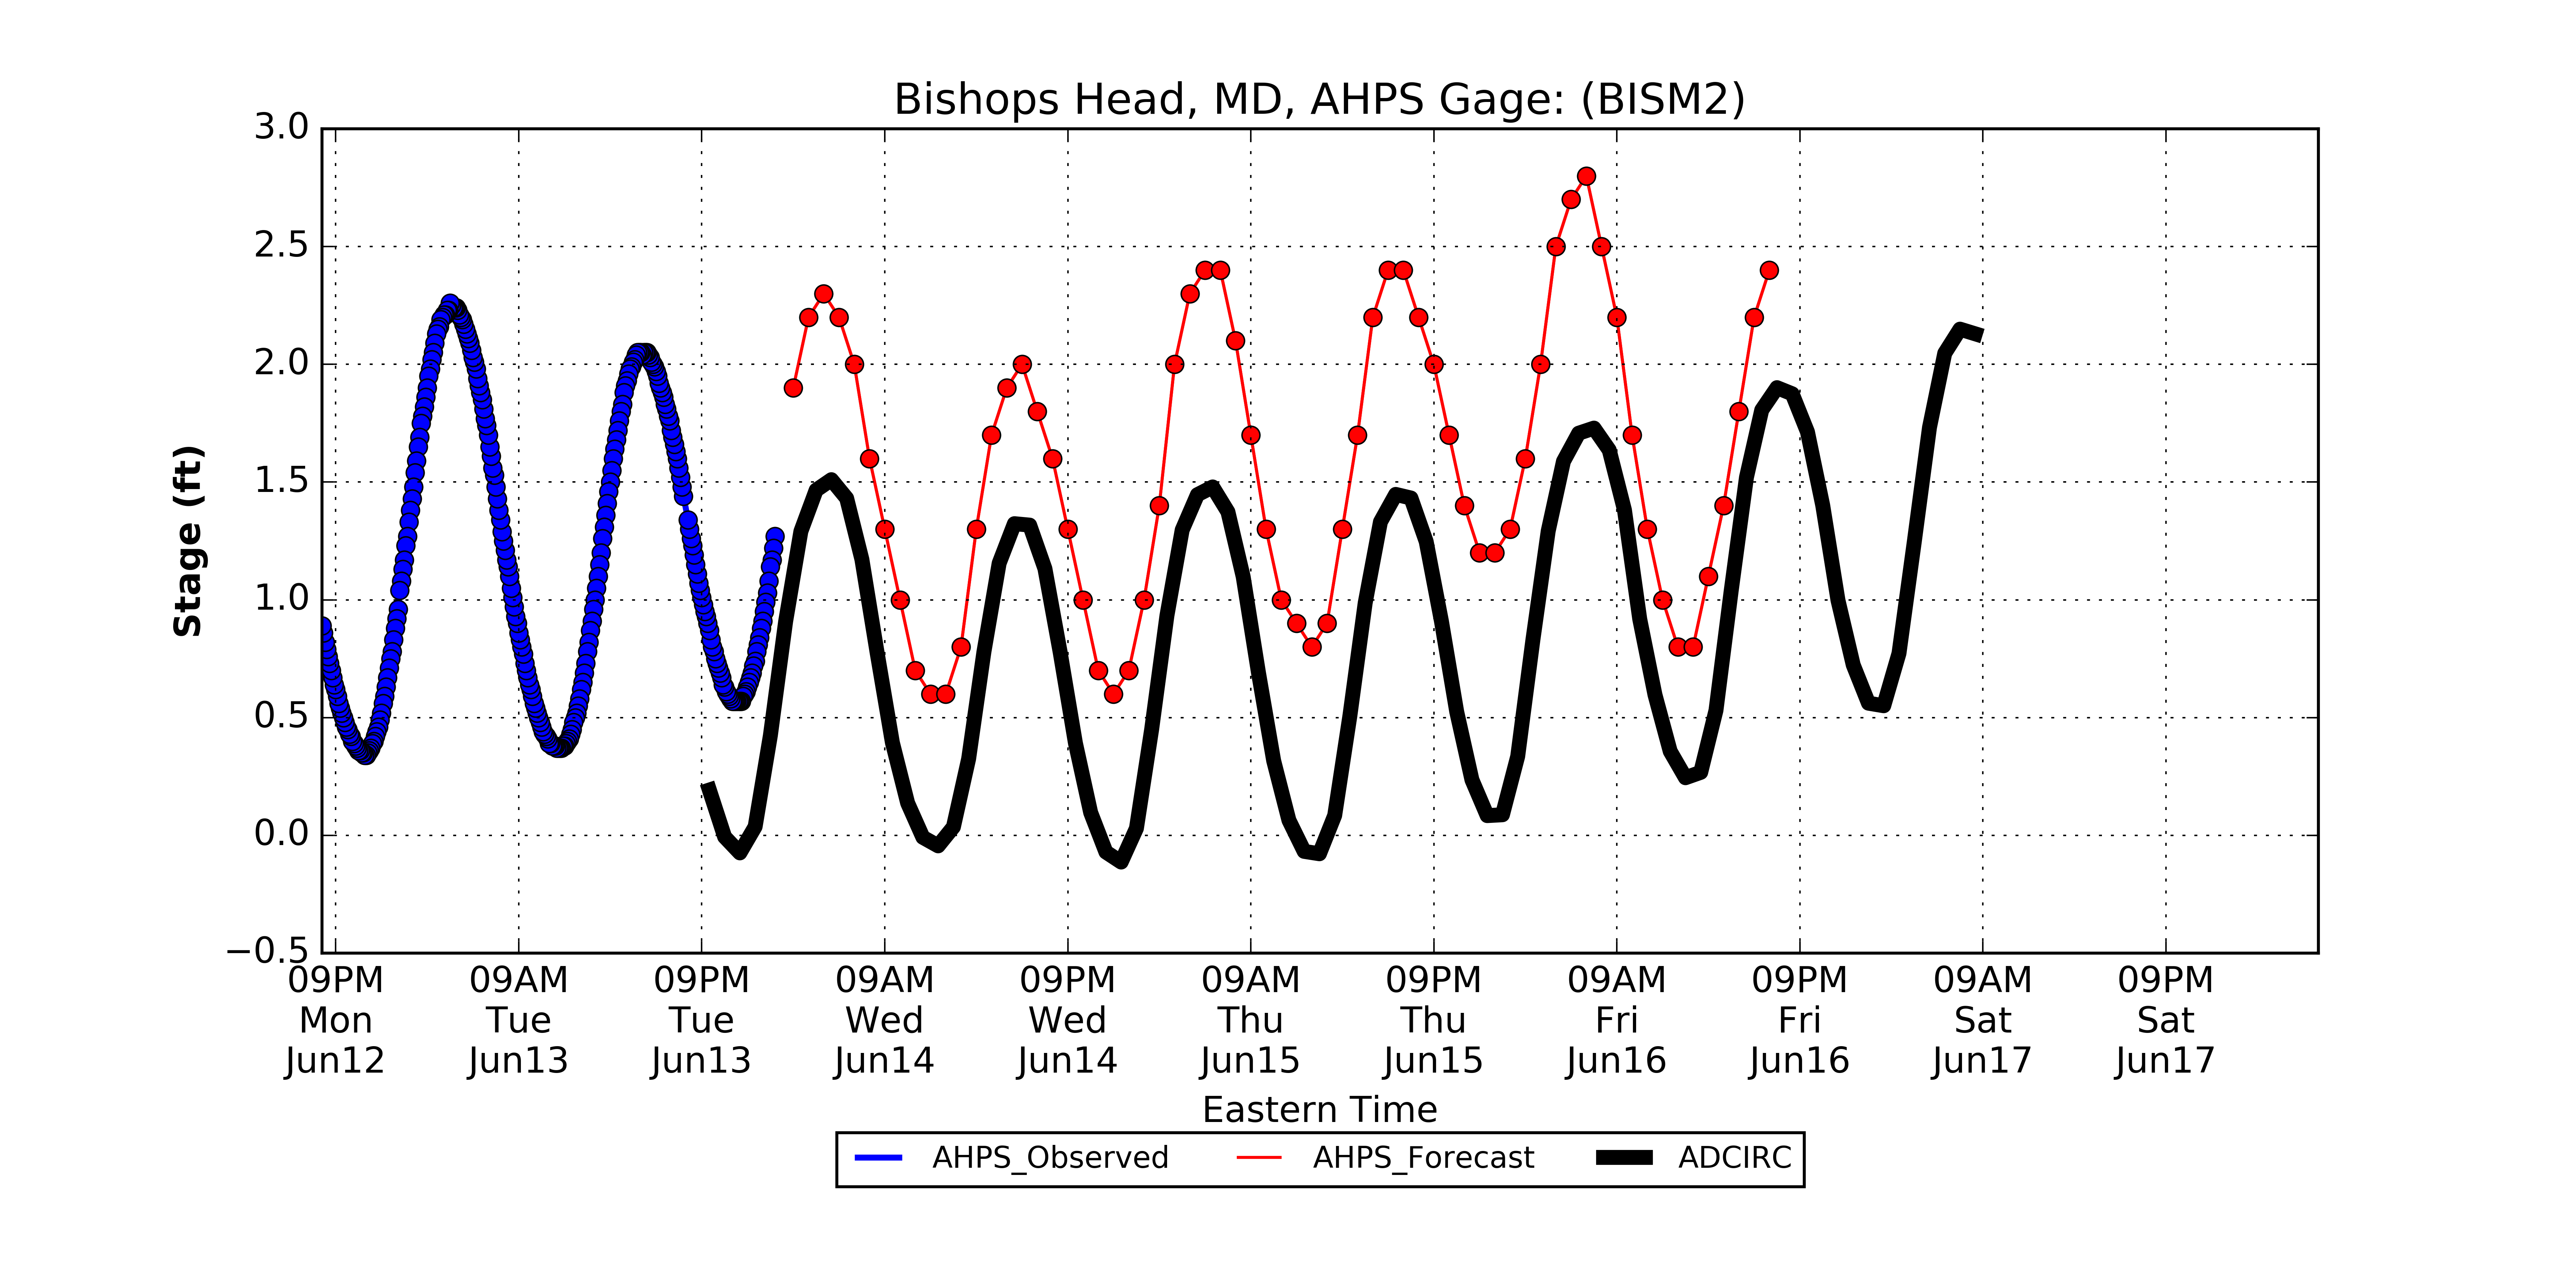 Bishops Head, MD, AHPS Gage: (BISM2)
3.0
2.5
2.0
1.5
1.0
0.5
0.0
−0.5
Stage (ft)
09PM 09AM 09PM 09AM 09PM 09AM 09PM 09AM 09PM 09AM 09PM
Mon Tue Tue Wed Wed Thu Thu Fri Fri Sat Sat
Jun12 Jun13 Jun13 Jun14 Jun14 Jun15 Jun15 Jun16 Jun16 Jun17 Jun17
Eastern Time
AHPS_Observed AHPS_Forecast ADCIRC